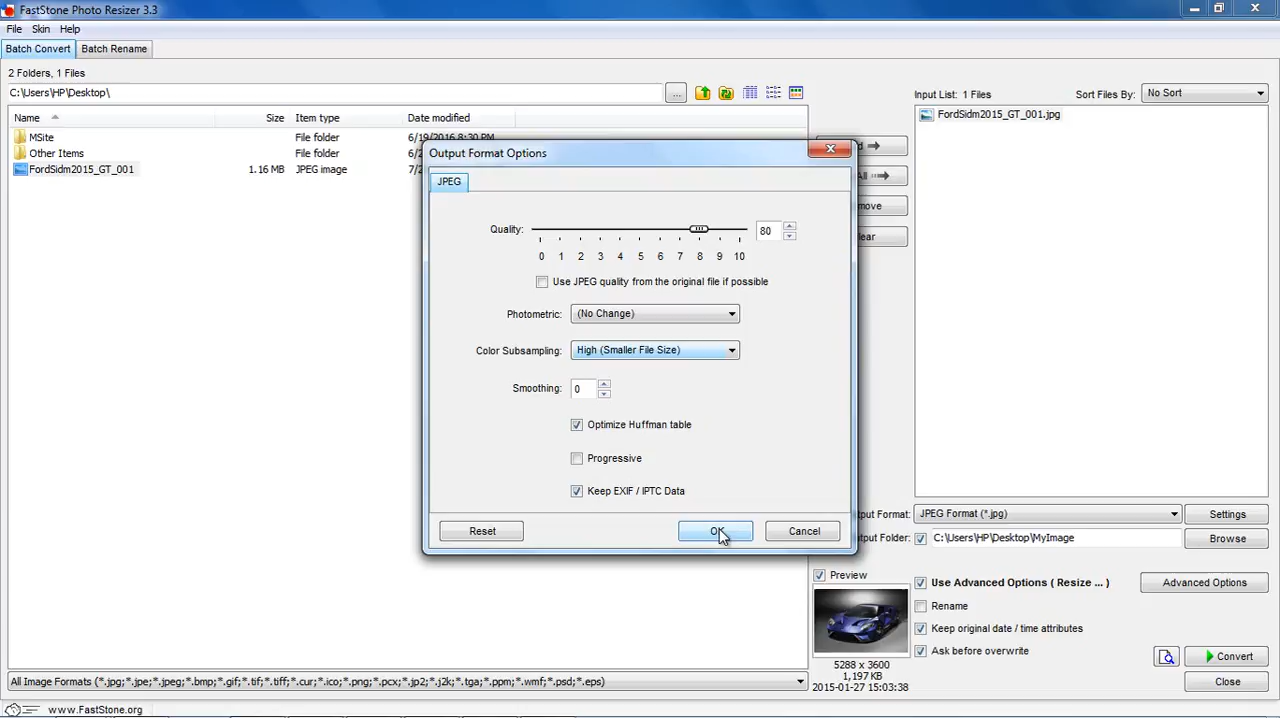 FastStone Photo Resizer 3.3
File Skin Help
Batch Convert Batch Rename
2 Folders, 1 Files
C:\Users\HP\Desktop\
...
Input List: 1 Files
Sort Files By: No Sort
Name Size Item type Date modified
MSite File folder 6/19/2016 8:30 PM
Other Items File folder
FordSidm2015_GT_001 1.16 MB JPEG image 7/2
FordSidm2015_GT_001.jpg
Output Format Options
JPEG
Quality: 80
0 1 2 3 4 5 6 7 8 9 10
Use JPEG quality from the original file if possible
Photometric: (No Change)
Color Subsampling: High (Smaller File Size)
Smoothing: 0
Optimize Huffman table
Progressive
Keep EXIF / IPTC Data
Reset OK Cancel
JPEG Format (*.jpg) Settings
C:\Users\HP\Desktop\MyImage Browse
Preview
Use Advanced Options ( Resize ... ) Advanced Options
Rename
Keep original date / time attributes
Ask before overwrite
Convert
5288 x 3600
1,197 KB
2015-01-27 15:03:38
Close
All Image Formats (*.jpg;*.jpe;*.jpeg;*.bmp;*.gif;*.tif;*.tiff;*.cur;*.ico;*.png;*.pcx;*.jp2;*.j2k;*.tga;*.ppm;*.wmf;*.psd;*.eps)
www.FastStone.org